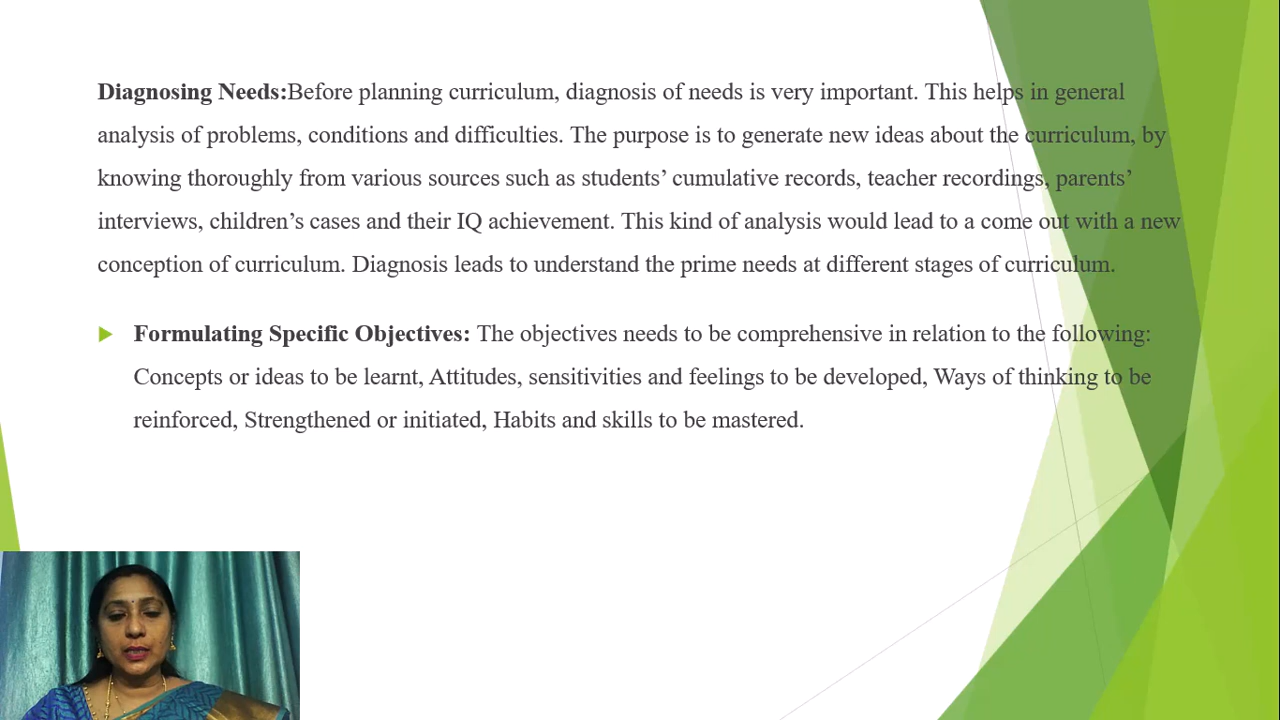 Diagnosing Needs:Before planning curriculum, diagnosis of needs is very important. This helps in general
analysis of problems, conditions and difficulties. The purpose is to generate new ideas about the curriculum, by
knowing thoroughly from various sources such as students’ cumulative records, teacher recordings, parents’
interviews, children’s cases and their IQ achievement. This kind of analysis would lead to a come out with a new
conception of curriculum. Diagnosis leads to understand the prime needs at different stages of curriculum.
Formulating Specific Objectives: The objectives needs to be comprehensive in relation to the following:
Concepts or ideas to be learnt, Attitudes, sensitivities and feelings to be developed, Ways of thinking to be
reinforced, Strengthened or initiated, Habits and skills to be mastered.